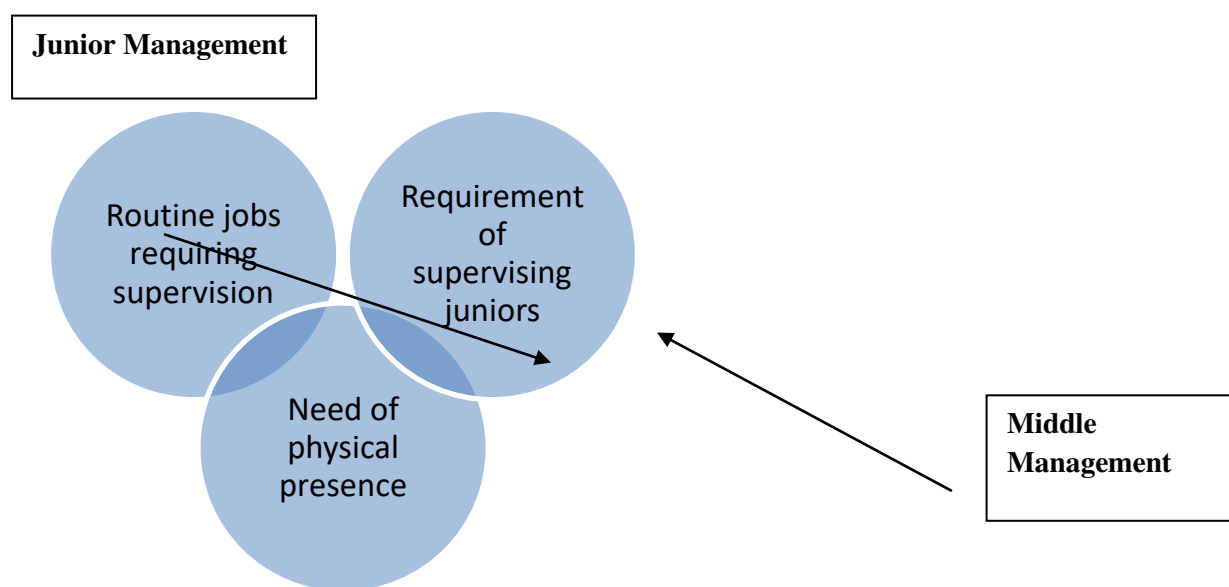 Junior Management
Routine jobs
requiring
supervision
Requirement
of
supervising
juniors
Need of
physical
presence
Middle
Management